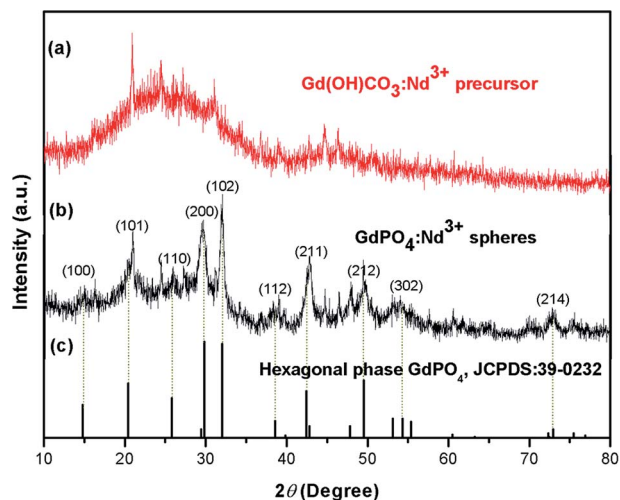 (a)
Gd(OH)CO3:Nd3+ precursor
(102)
(b)
(200)
(101)
GdPO4:Nd3+ spheres
(211)
(110)
(212)
(100)
(302)
(112)
(214)
(c)
Hexagonal phase GdPO4, JCPDS:39-0232
10 20 30 40 50 60 70 80
2θ (Degree)
Intensity (a.u.)